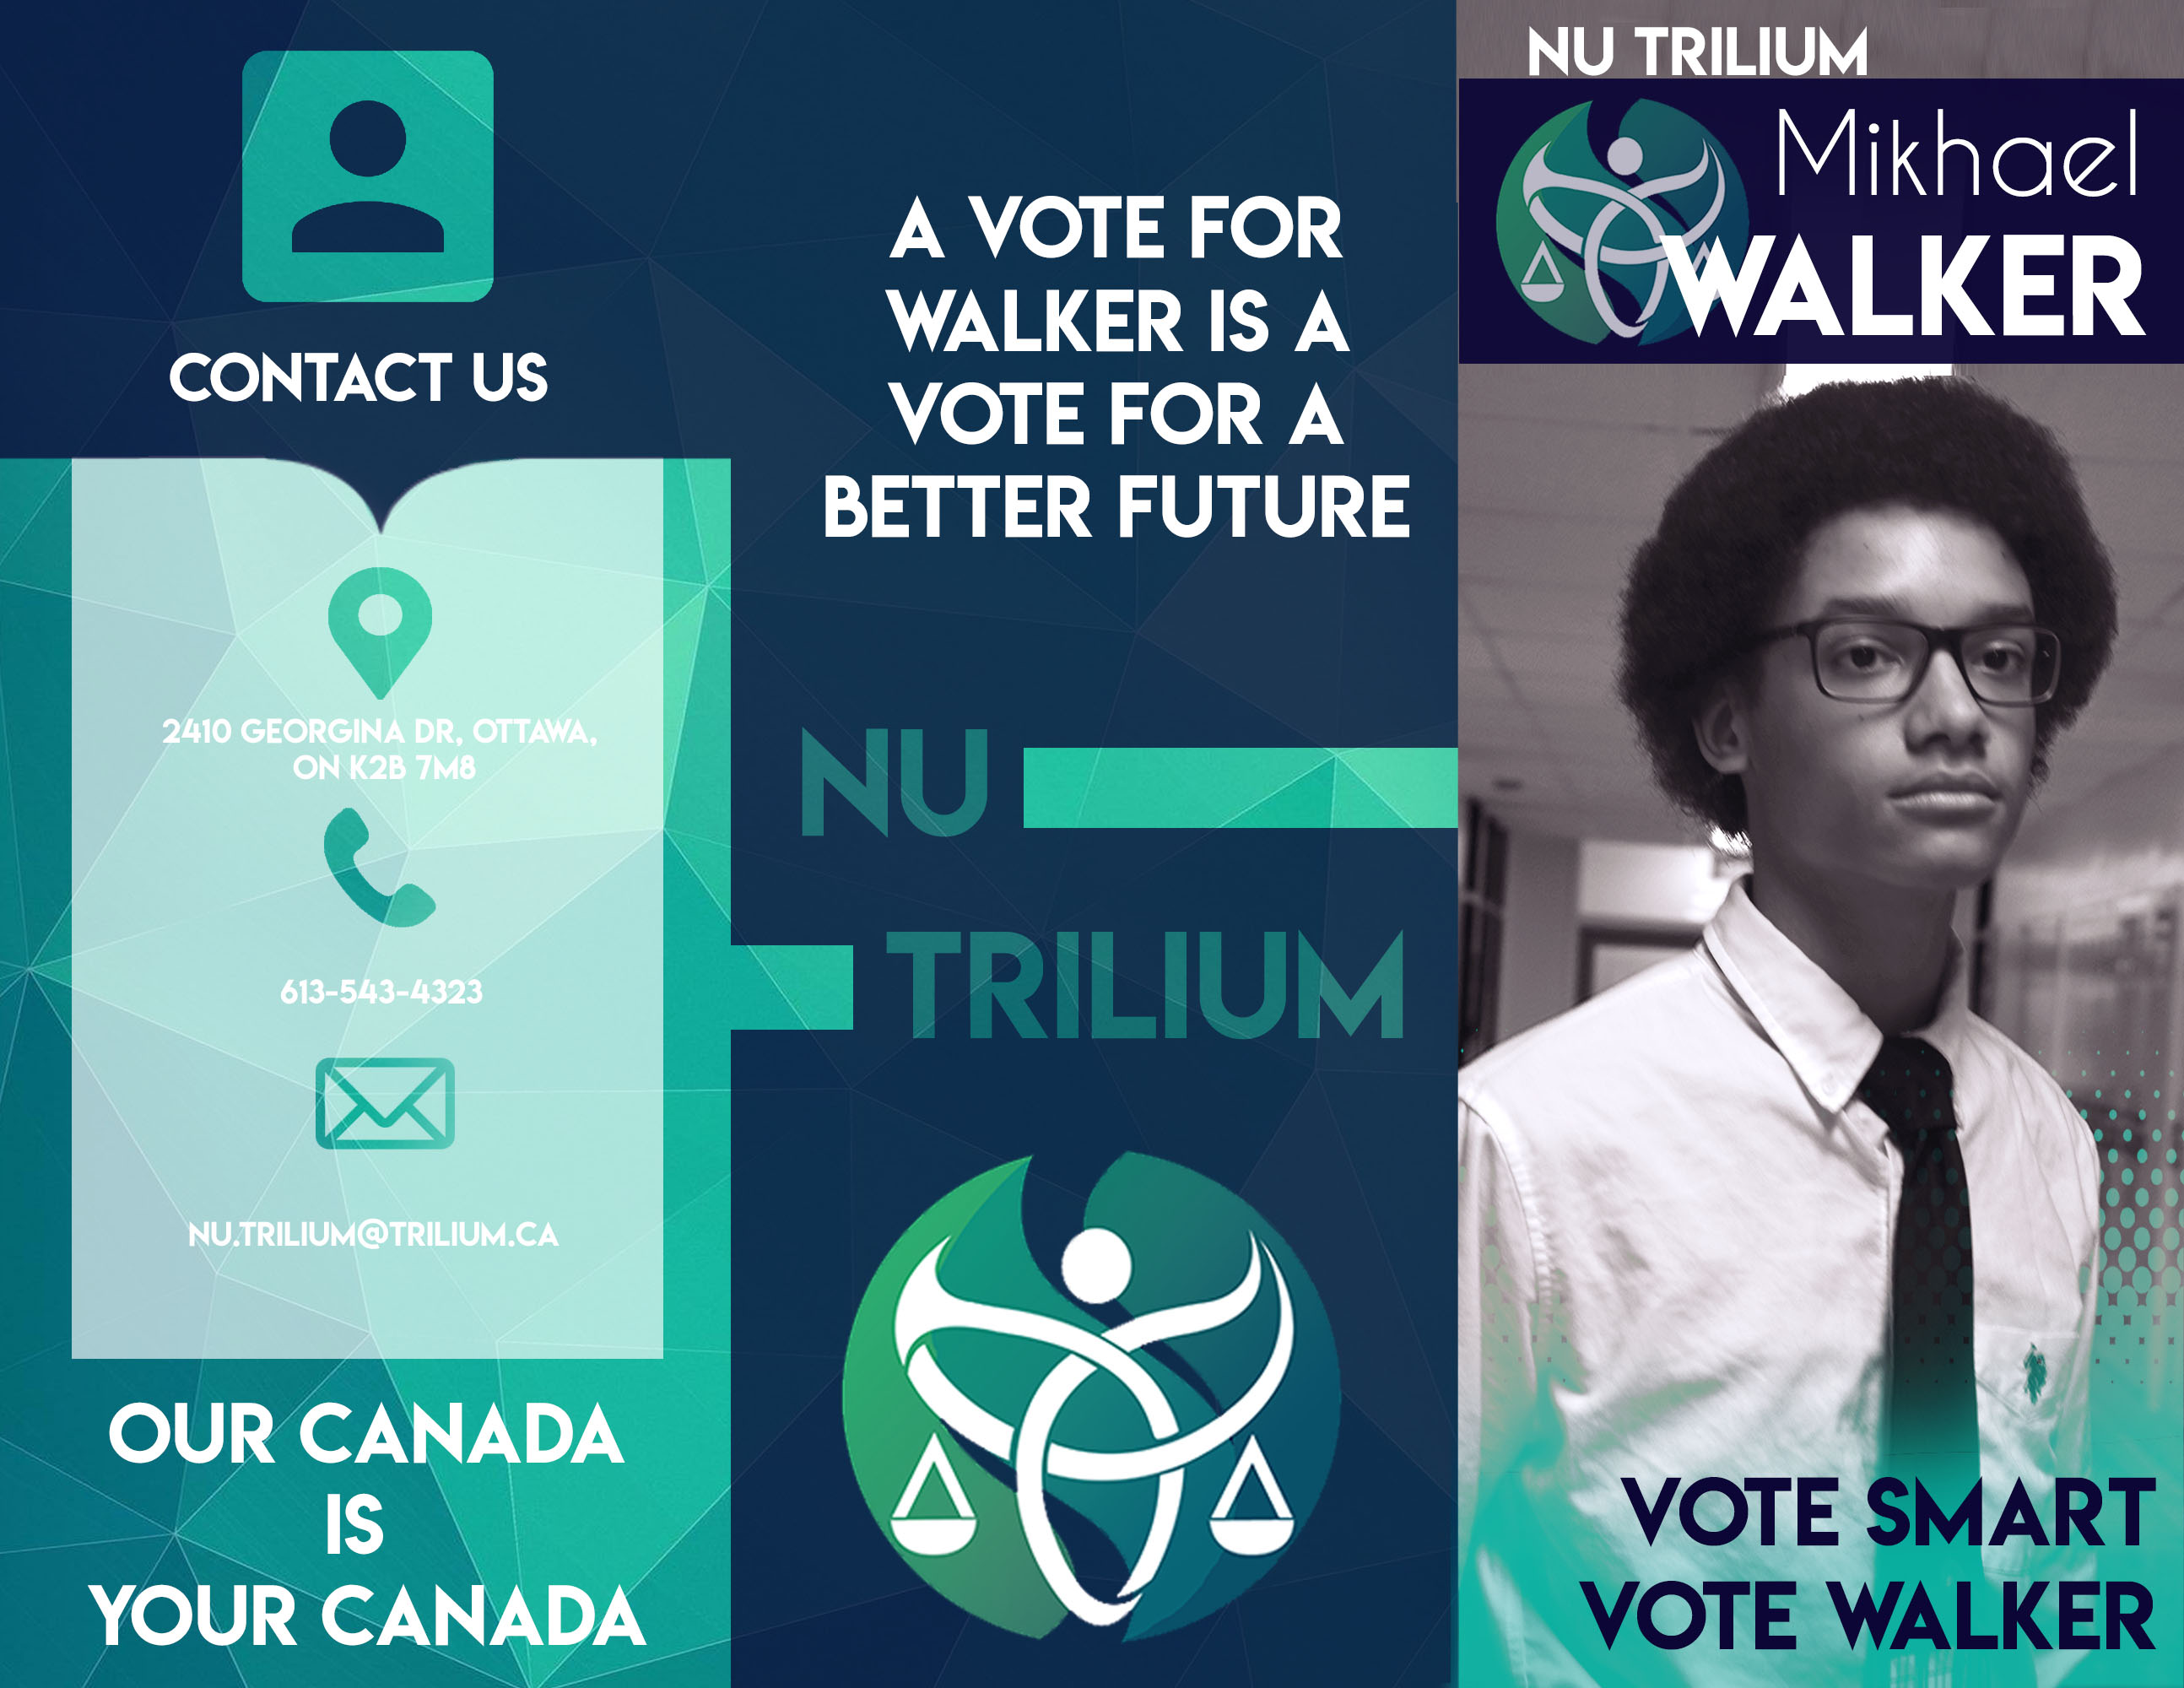 CONTACT US
2410 GEORGINA DR, OTTAWA,
ON K2B 7M8
613-543-4323
NU.TRILIUM@TRILIUM.CA
OUR CANADA
IS
YOUR CANADA
A VOTE FOR
WALKER IS A
VOTE FOR A
BETTER FUTURE
NU
TRILIUM
NU TRILIUM
Mikhael
WALKER
VOTE SMART
VOTE WALKER